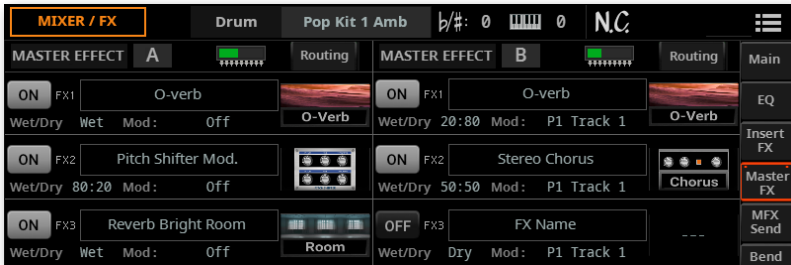 MIXER / FX Drum Pop Kit 1 Amb b/#: 0 0 N.C.
MASTER EFFECT A Routing MASTER EFFECT B Routing Main
ON FX1 O-verb O-Verb ON FX1 O-verb O-Verb EQ
Wet/Dry Wet Mod: Off Wet/Dry 20:80 Mod: P1 Track 1 Insert FX
ON FX2 Pitch Shifter Mod. ON FX2 Stereo Chorus Chorus Master FX
Wet/Dry 80:20 Mod: Off Wet/Dry 50:50 Mod: P1 Track 1
ON FX3 Reverb Bright Room Room OFF FX3 FX Name --- MFX Send
Wet/Dry Wet Mod: Off Wet/Dry Dry Mod: P1 Track 1 Bend